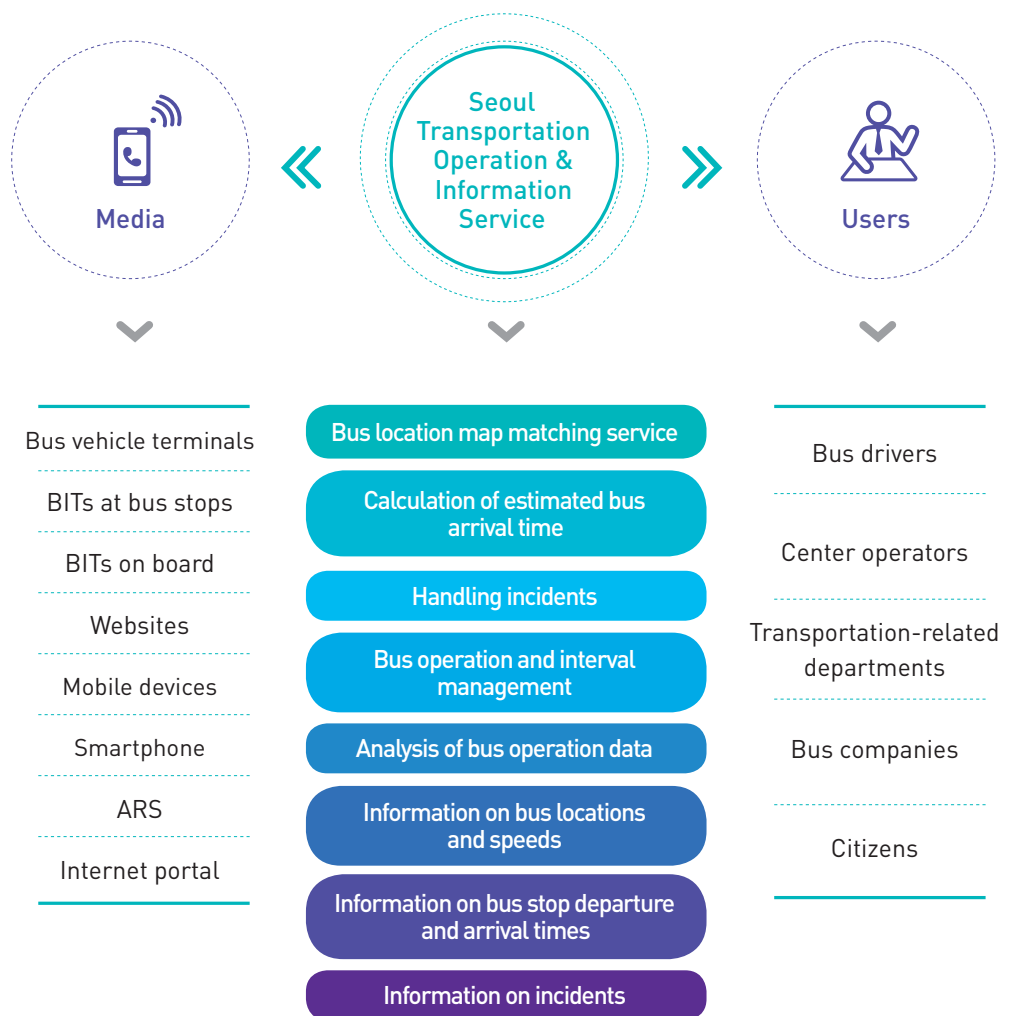 Media
Seoul
Transportation
Operation &
Information
Service
Users
Bus vehicle terminals
BITs at bus stops
BITs on board
Websites
Mobile devices
Smartphone
ARS
Internet portal
Bus location map matching service
Calculation of estimated bus
arrival time
Handling incidents
Bus operation and interval
management
Analysis of bus operation data
Information on bus locations
and speeds
Information on bus stop departure
and arrival times
Information on incidents
Bus drivers
Center operators
Transportation-related
departments
Bus companies
Citizens